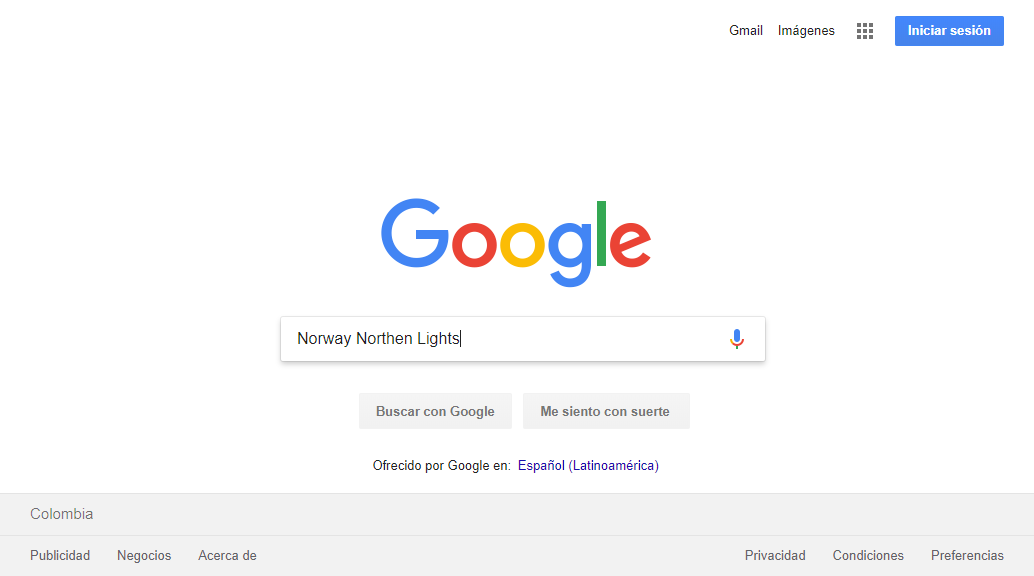 Gmail Imágenes Iniciar sesión
Google
Norway Northen Lights
Buscar con Google Me siento con suerte
Ofrecido por Google en: Español (Latinoamérica)
Colombia
Publicidad Negocios Acerca de Privacidad Condiciones Preferencias